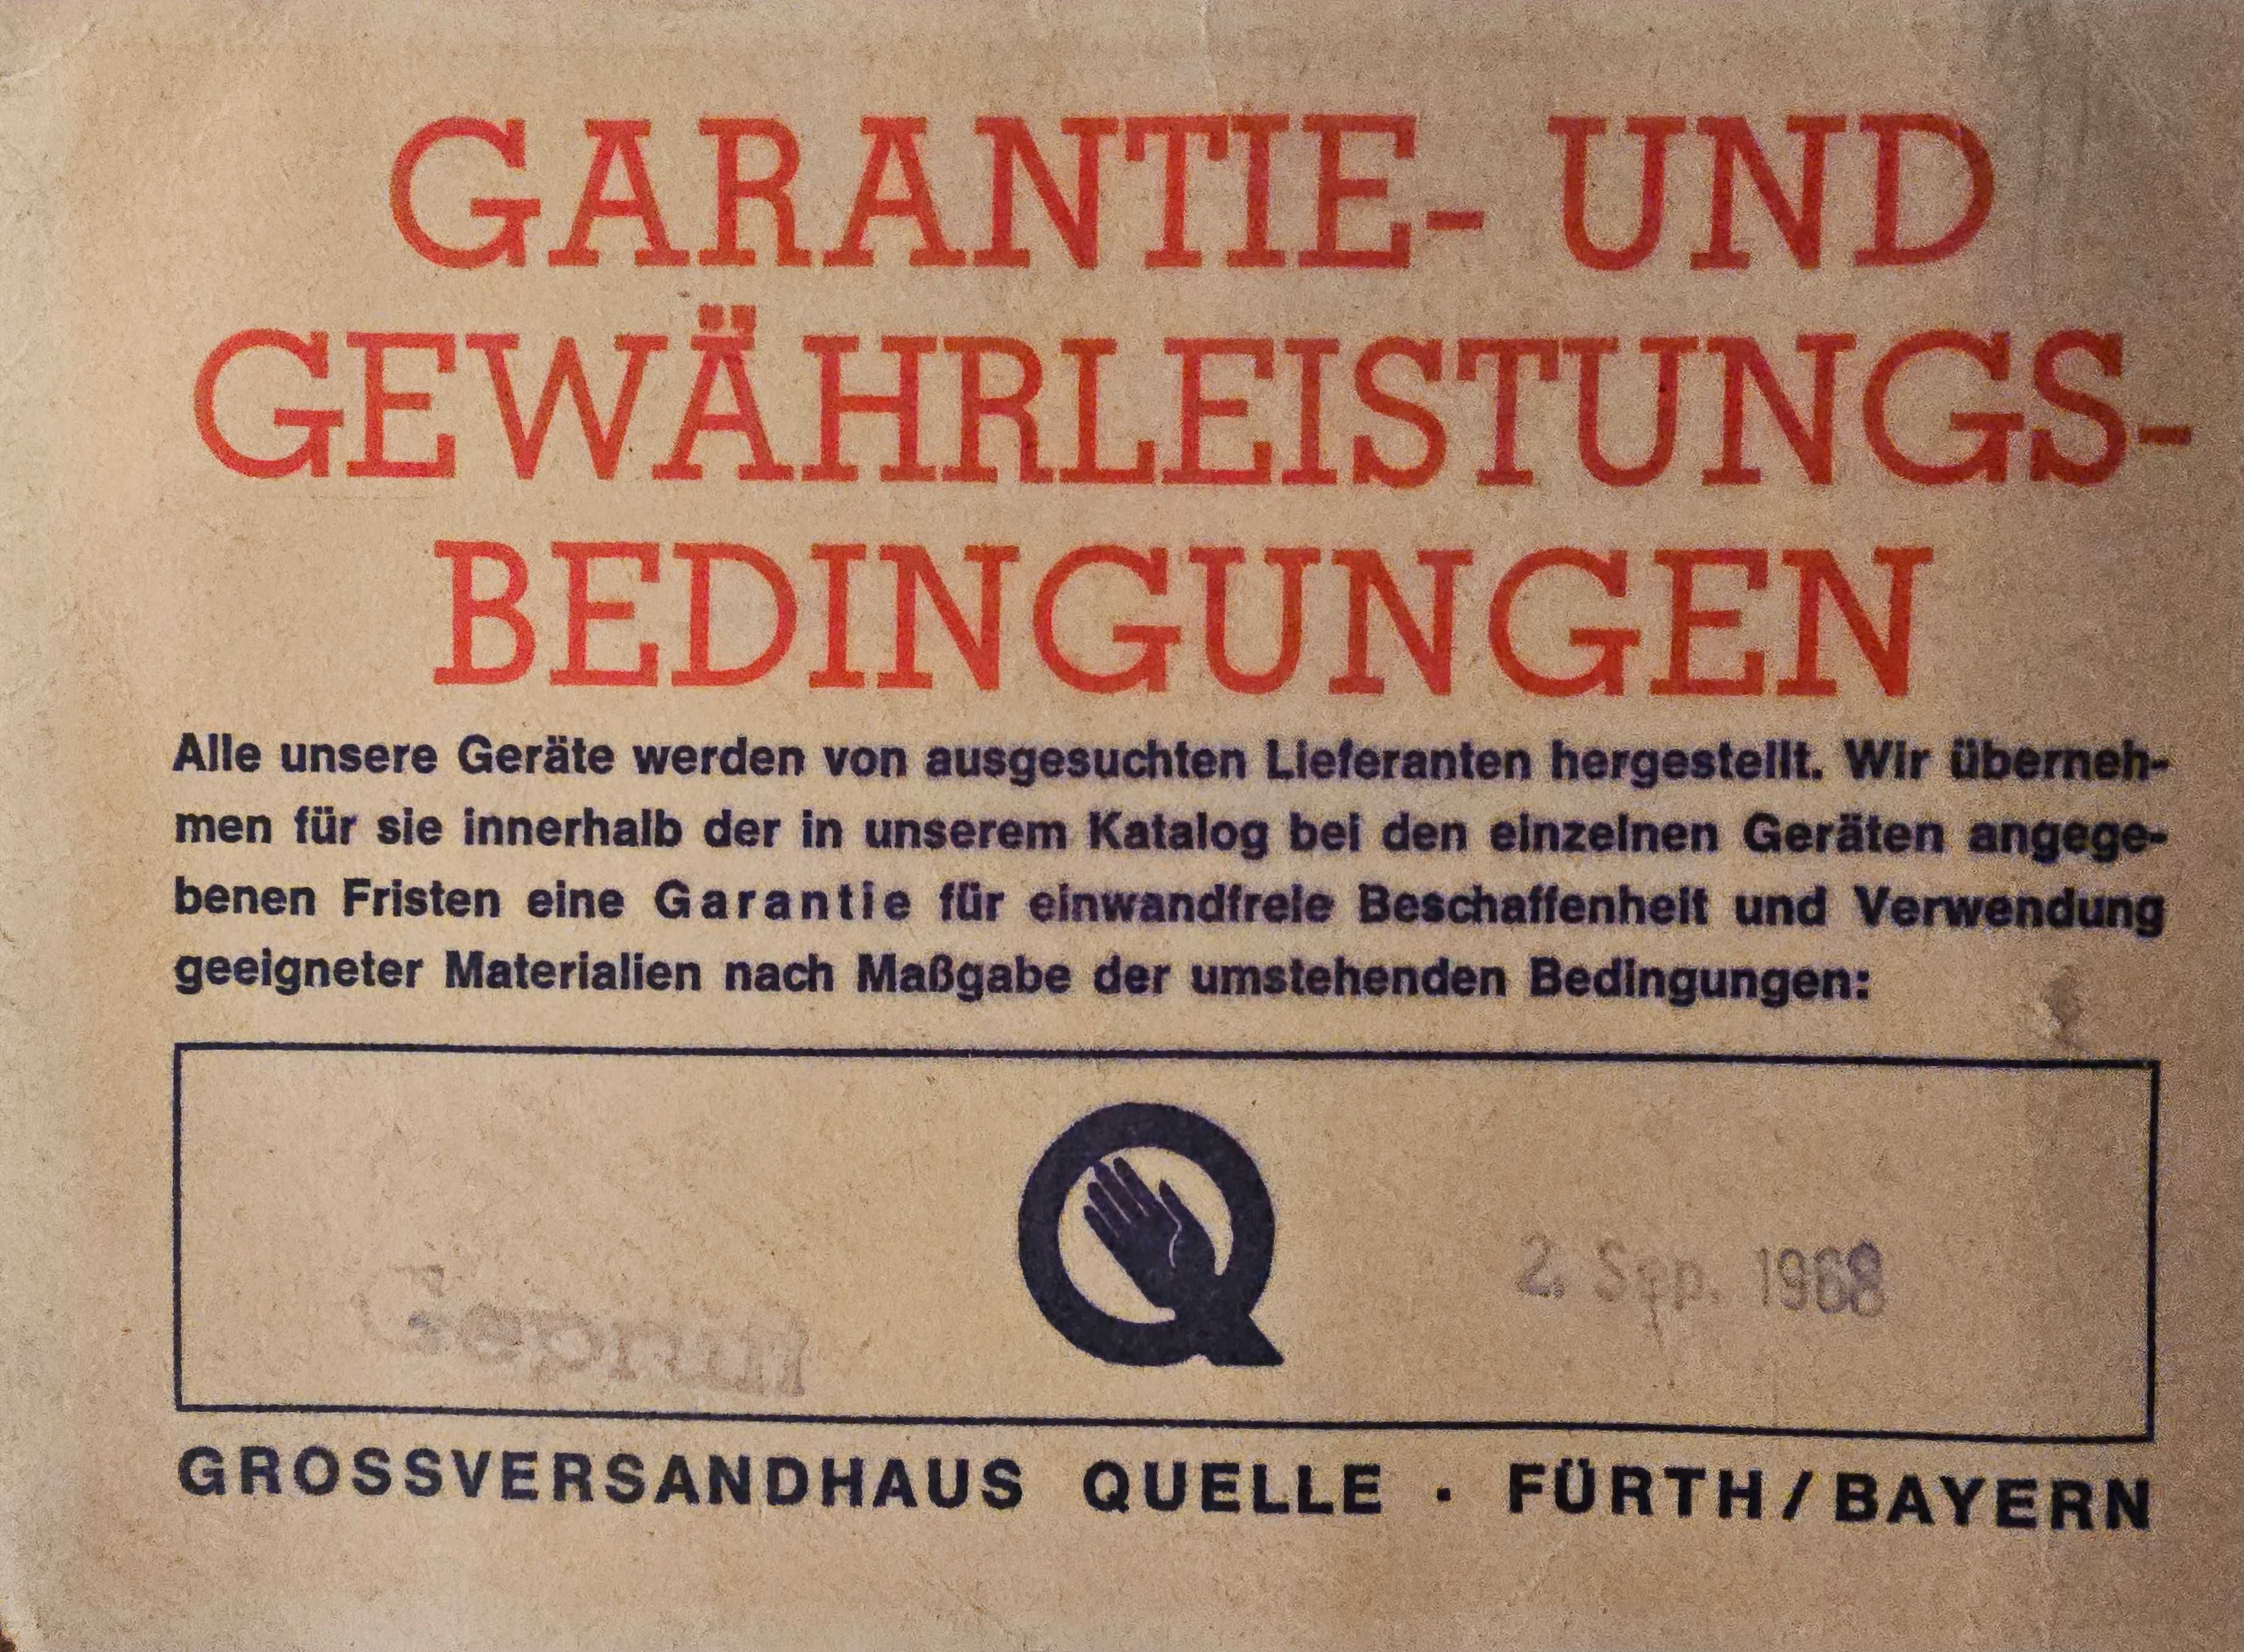 GARANTIE- UND
GEWÄHRLEISTUNGS-
BEDINGUNGEN
Alle unsere Geräte werden von ausgesuchten Lieferanten hergestellt. Wir überneh-
men für sie innerhalb der in unserem Katalog bei den einzelnen Geräten angege-
benen Fristen eine Garantie für einwandfreie Beschaffenheit und Verwendung
geeigneter Materialien nach Maßgabe der umstehenden Bedingungen:
Q
2. Sep. 1968
Geprüft
GROSSVERSANDHAUS QUELLE · FÜRTH/BAYERN